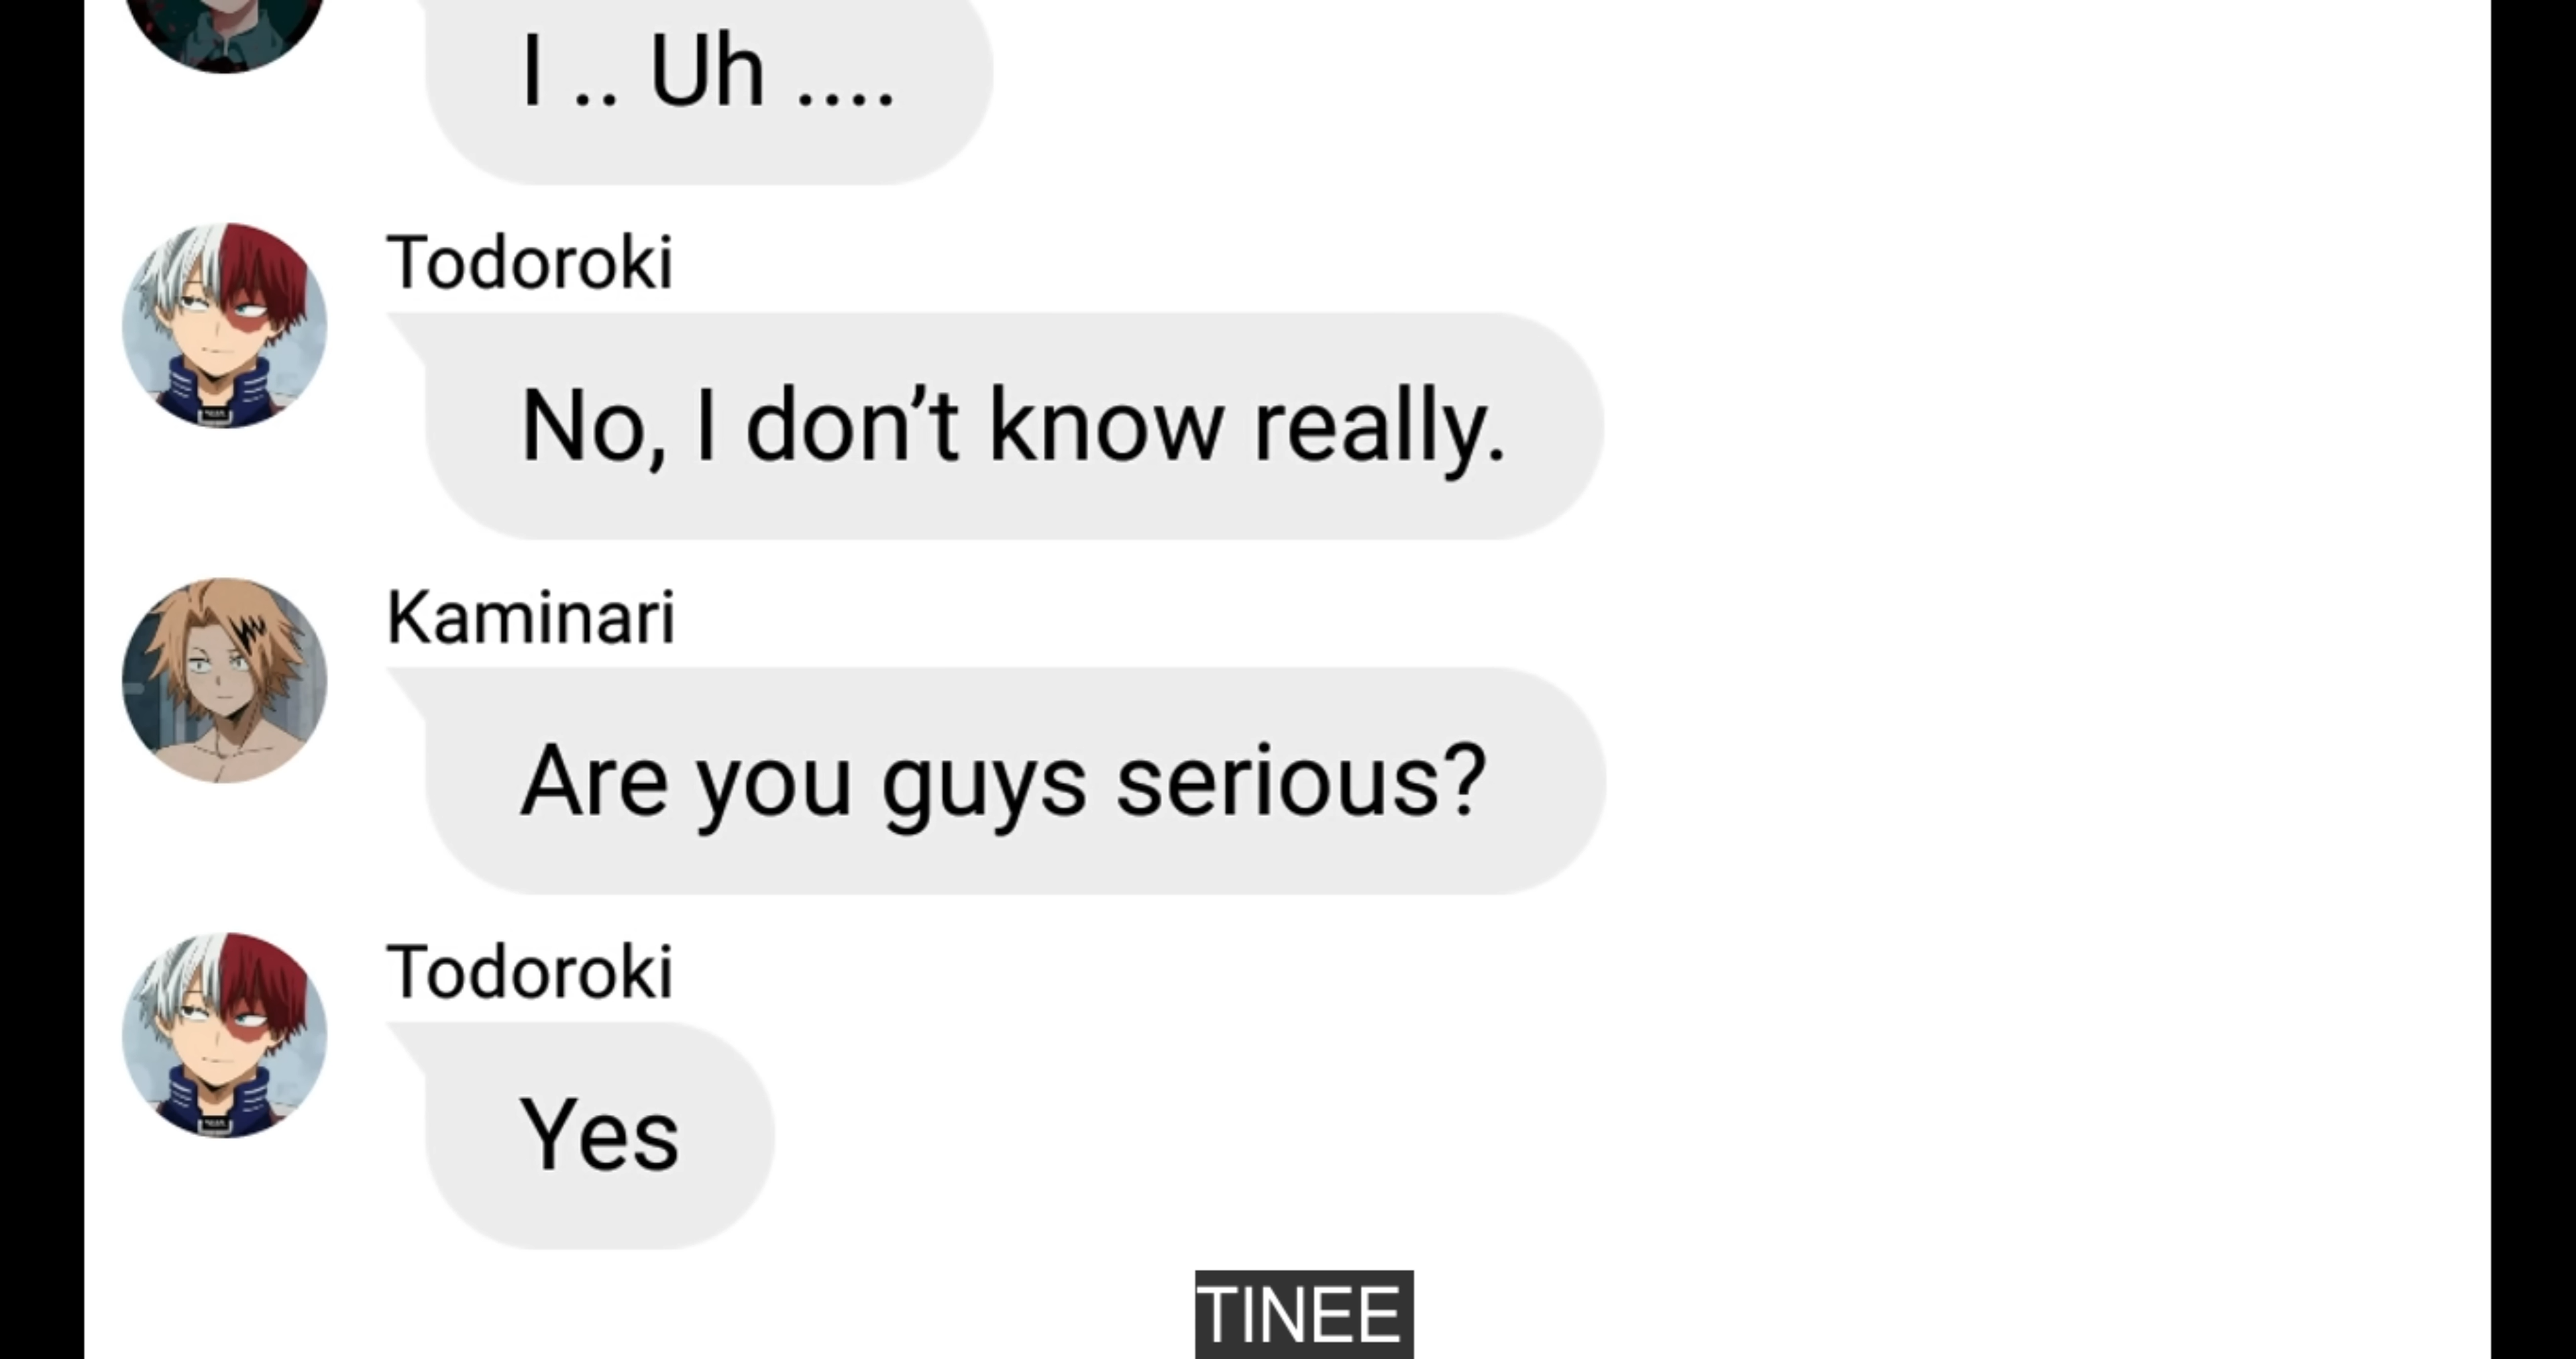 I .. Uh ....
Todoroki
No, I don’t know really.
Kaminari
Are you guys serious?
Todoroki
Yes
TINEE